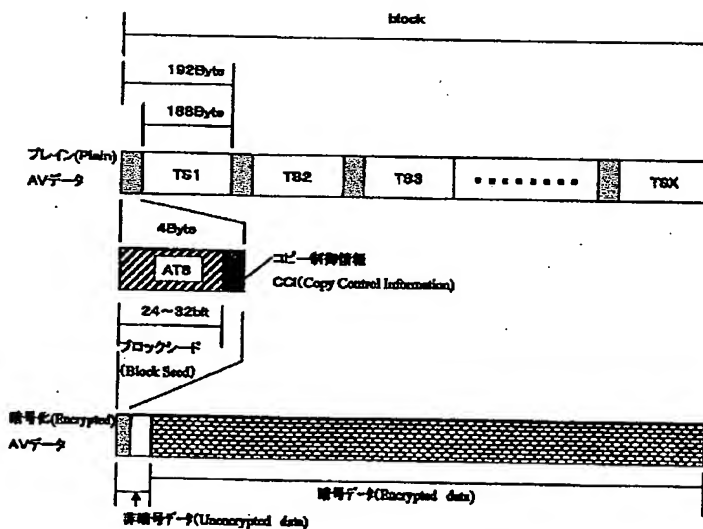 block
192Byte
188Byte
プレイン(Plain)
AVデータ
TS1
TS2
TS3
TSX
4Byte
ATS
コピー制御情報
CCI(Copy Control Information)
24~32bit
ブロックシード
(Block Seed)
暗号化(Encrypted)
AVデータ
暗号データ(Encrypted data)
非暗号データ(Unencrypted data)